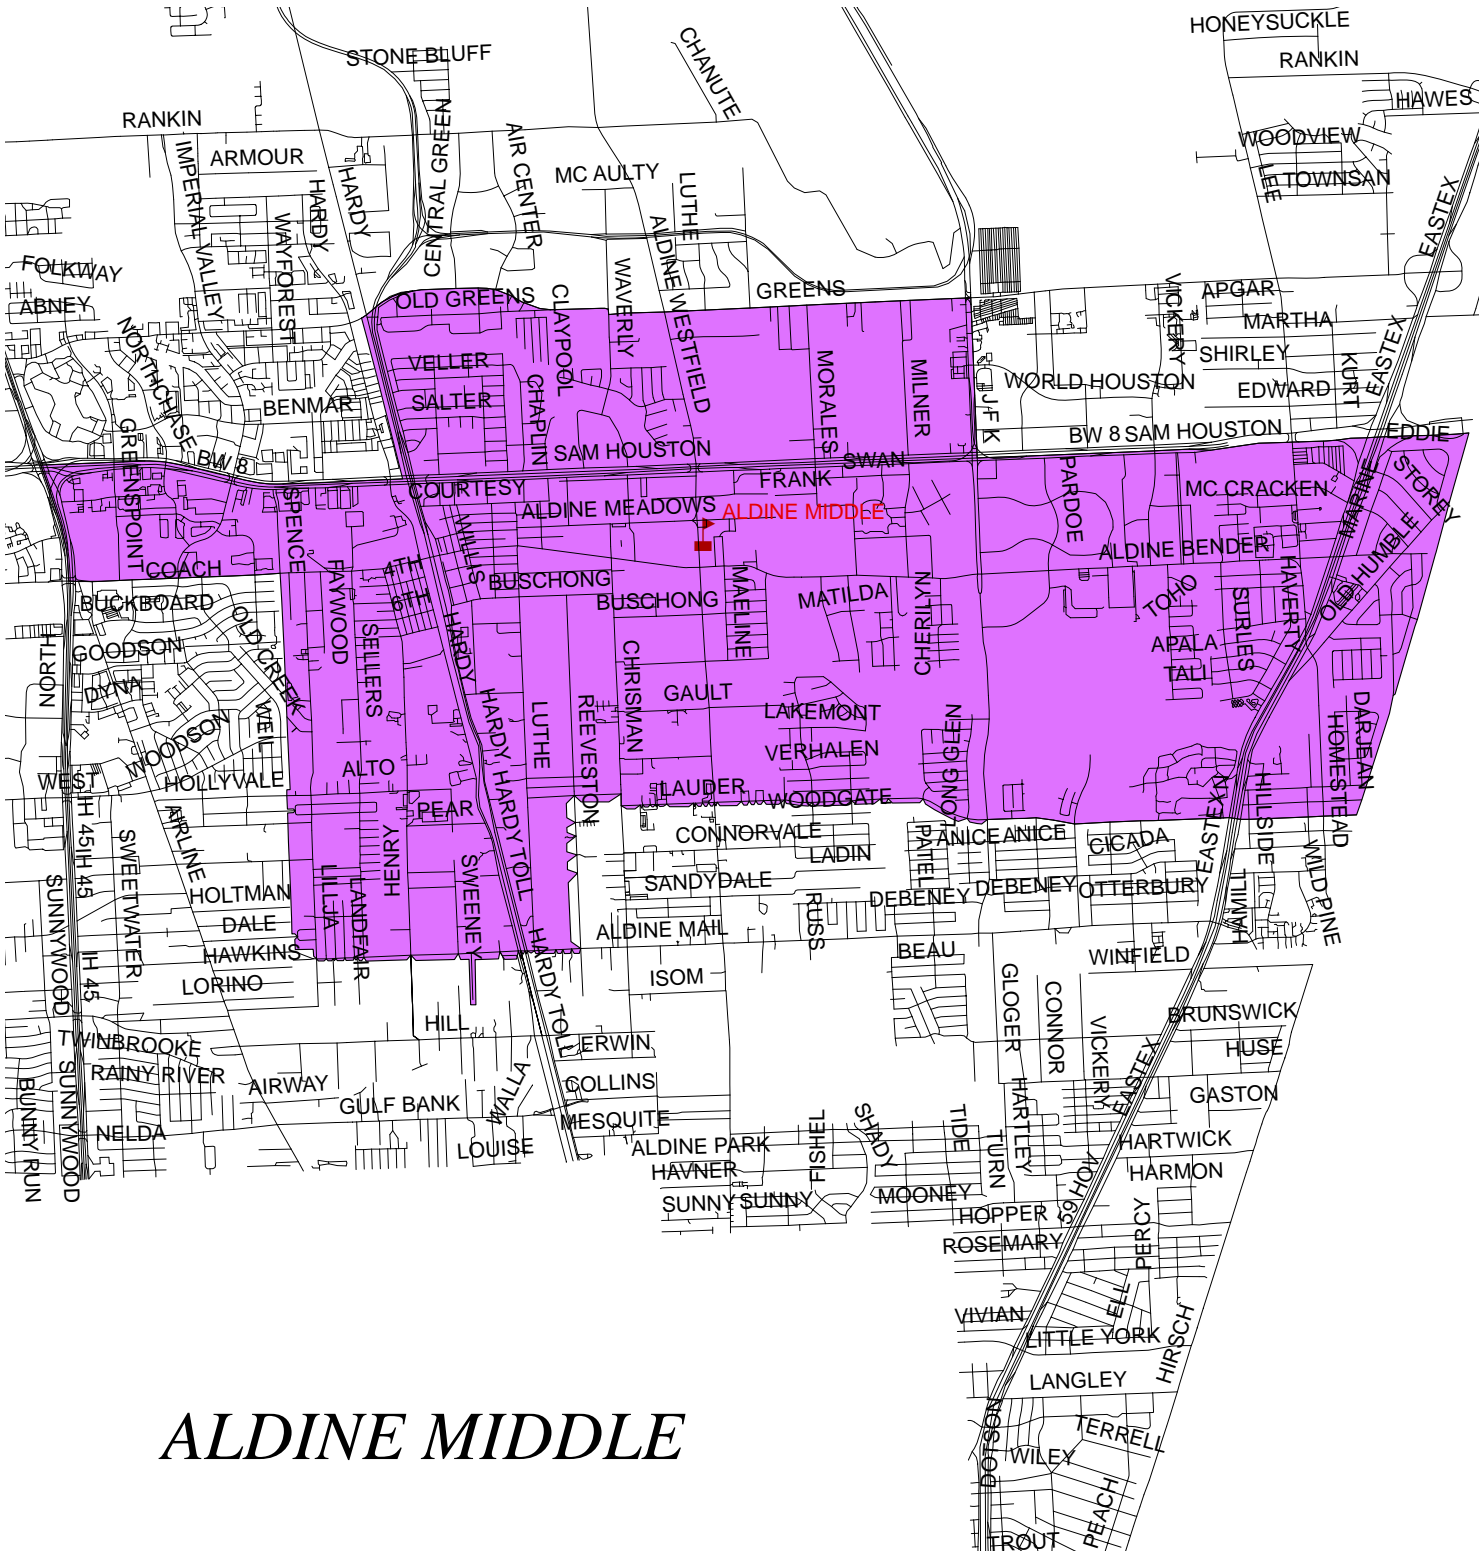 HONEYSUCKLE
STONE BLUFF
CHANUTE
RANKIN
HAWES
RANKIN
CENTRAL GREEN
AIR CENTER
WOODVIEW
IMPERIAL VALLEY
ARMOUR
HARDY
HARDY
MC AULTY
LUTHE
LEE
TOWNSAN
EASTEX
WAYFOREST
ALDINE WESTFIELD
FOLKWAY
ABNEY
OLD GREENS
CLAYPOOL
WAVERLY
GREENS
VICKERY
APGAR
MARTHA
EASTEX
NORTHCHASE
VELLER
SALTER
CHAPLIN
MORALES
MILNER
SHIRLEY
KURT
WORLD HOUSTON
EDWARD
BENMAR
J F K
GREENSPOINT
BW 8
SAM HOUSTON
SWAN
BW 8 SAM HOUSTON
EDDIE
COURTESY
FRANK
PARDOE
MC CRACKEN
MARINE
STOREY
SPENCE
WILLIS
ALDINE MEADOWS
ALDINE MIDDLE
ALDINE BENDER
OLD HUMBLE
COACH
FAYWOOD
4TH
6TH
BUSCHONG
BUSCHONG
MAELINE
MATILDA
CHERILYN
TOHO
SURLES
HAVERTY
BUCKBOARD
OLD CREEK
GOODSON
NORTH
SELLERS
HARDY
CHRISMAN
APALA
TALI
DYNA
WEIL
WOODSON
HARDY
LUTHE
REEVESTON
GAULT
LAKEMONT
VERHALEN
LONG GLEN
DARJEAN
HOMESTEAD
WEST
HOLLYVALE
ALTO
HARDY TOLL
LAUDER
WOODGATE
EASTEXN
HILLSIDE
IH 45
IH 45
AIRLINE
PEAR
CONNORVALE
LADIN
PATEL
ANICE
ANICE
CICADA
EASTEX
WILD PINE
SWEETWATER
HENRY
SWEENEY
SANDYDALE
DEBENEY
DEBENEY
OTTERBURY
HAMILL
SUNNYWOOD
HOLTMAN
LILLJA
LANDFAIR
RUSS
DALE
ALDINE MAIL
HAWKINS
HARDY TOLL
BEAU
WINFIELD
IH 45
LORINO
ISOM
GLOGER
CONNOR
VICKERY
BRUNSWICK
HILL
TWINBROOKE
ERWIN
HUSE
RAINY RIVER
AIRWAY
COLLINS
EASTEX
GASTON
BUNNY RUN
SUNNYWOOD
GULF BANK
WALLA
MESQUITE
FISHEL
SHADY
TIDE
HARTLEY
TURN
NELDA
LOUISE
ALDINE PARK
HARTWICK
HAVNER
HARMON
SUNNY
SUNNY
MOONEY
59 HOV
HOPPER
PERCY
ROSEMARY
VIVIAN
ELL
LITTLE YORK
HIRSCH
LANGLEY
DOTSON
TERRELL
WILEY
PEACH
TROUT
ALDINE MIDDLE